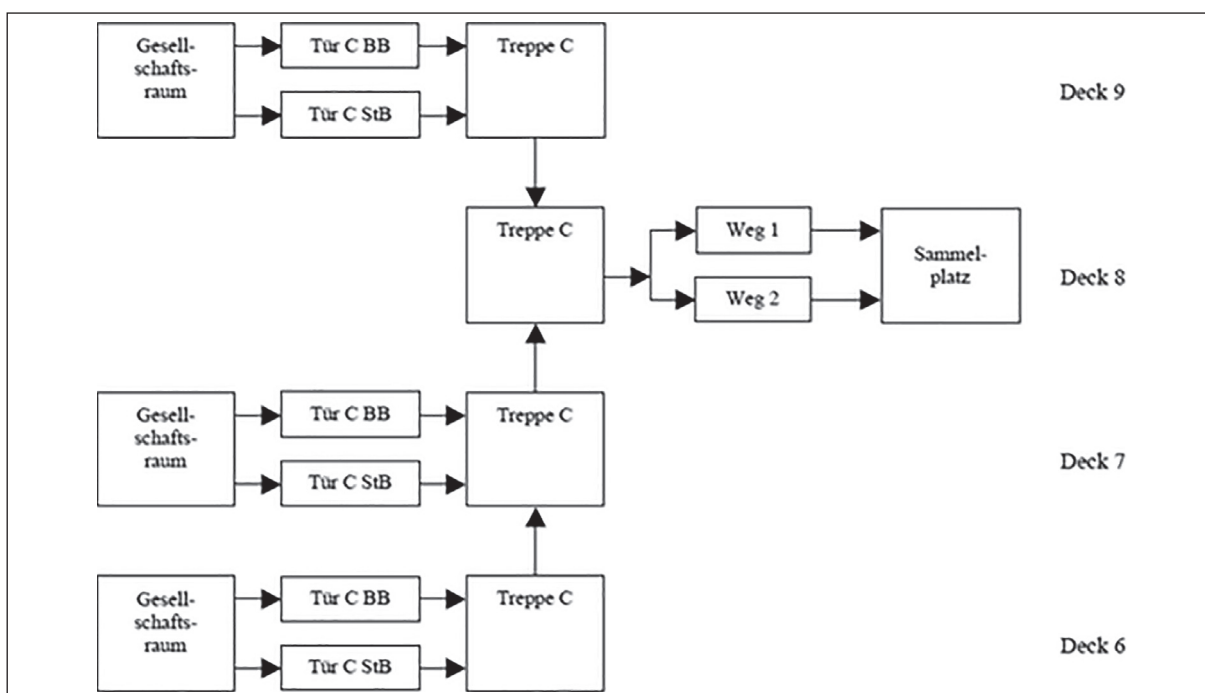 Gesell-
schafts-
raum
Tür C BB
Tür C StB
Treppe C
Deck 9
Treppe C
Weg 1
Weg 2
Sammel-
platz
Deck 8
Gesell-
schafts-
raum
Tür C BB
Tür C StB
Treppe C
Deck 7
Gesell-
schafts-
raum
Tür C BB
Tür C StB
Treppe C
Deck 6